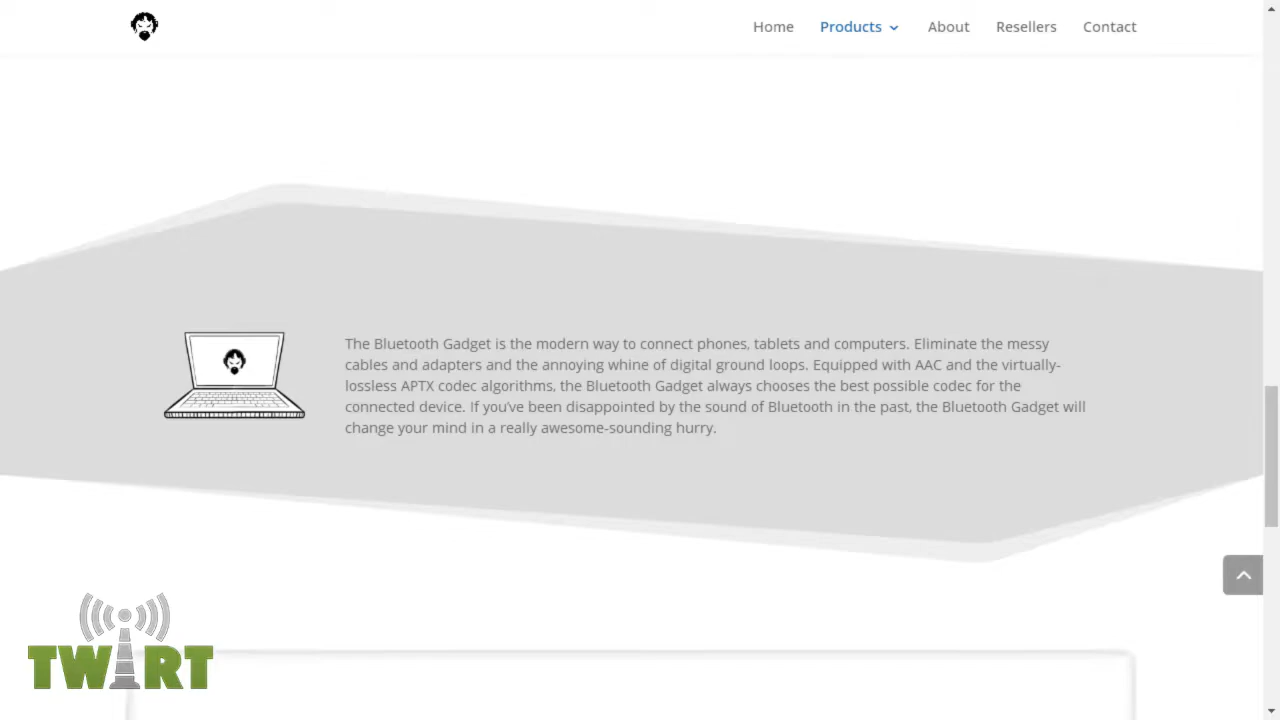 Home Products About Resellers Contact
The Bluetooth Gadget is the modern way to connect phones, tablets and computers. Eliminate the messy
cables and adapters and the annoying whine of digital ground loops. Equipped with AAC and the virtually-
lossless APTX codec algorithms, the Bluetooth Gadget always chooses the best possible codec for the
connected device. If you’ve been disappointed by the sound of Bluetooth in the past, the Bluetooth Gadget will
change your mind in a really awesome-sounding hurry.
TWiRT